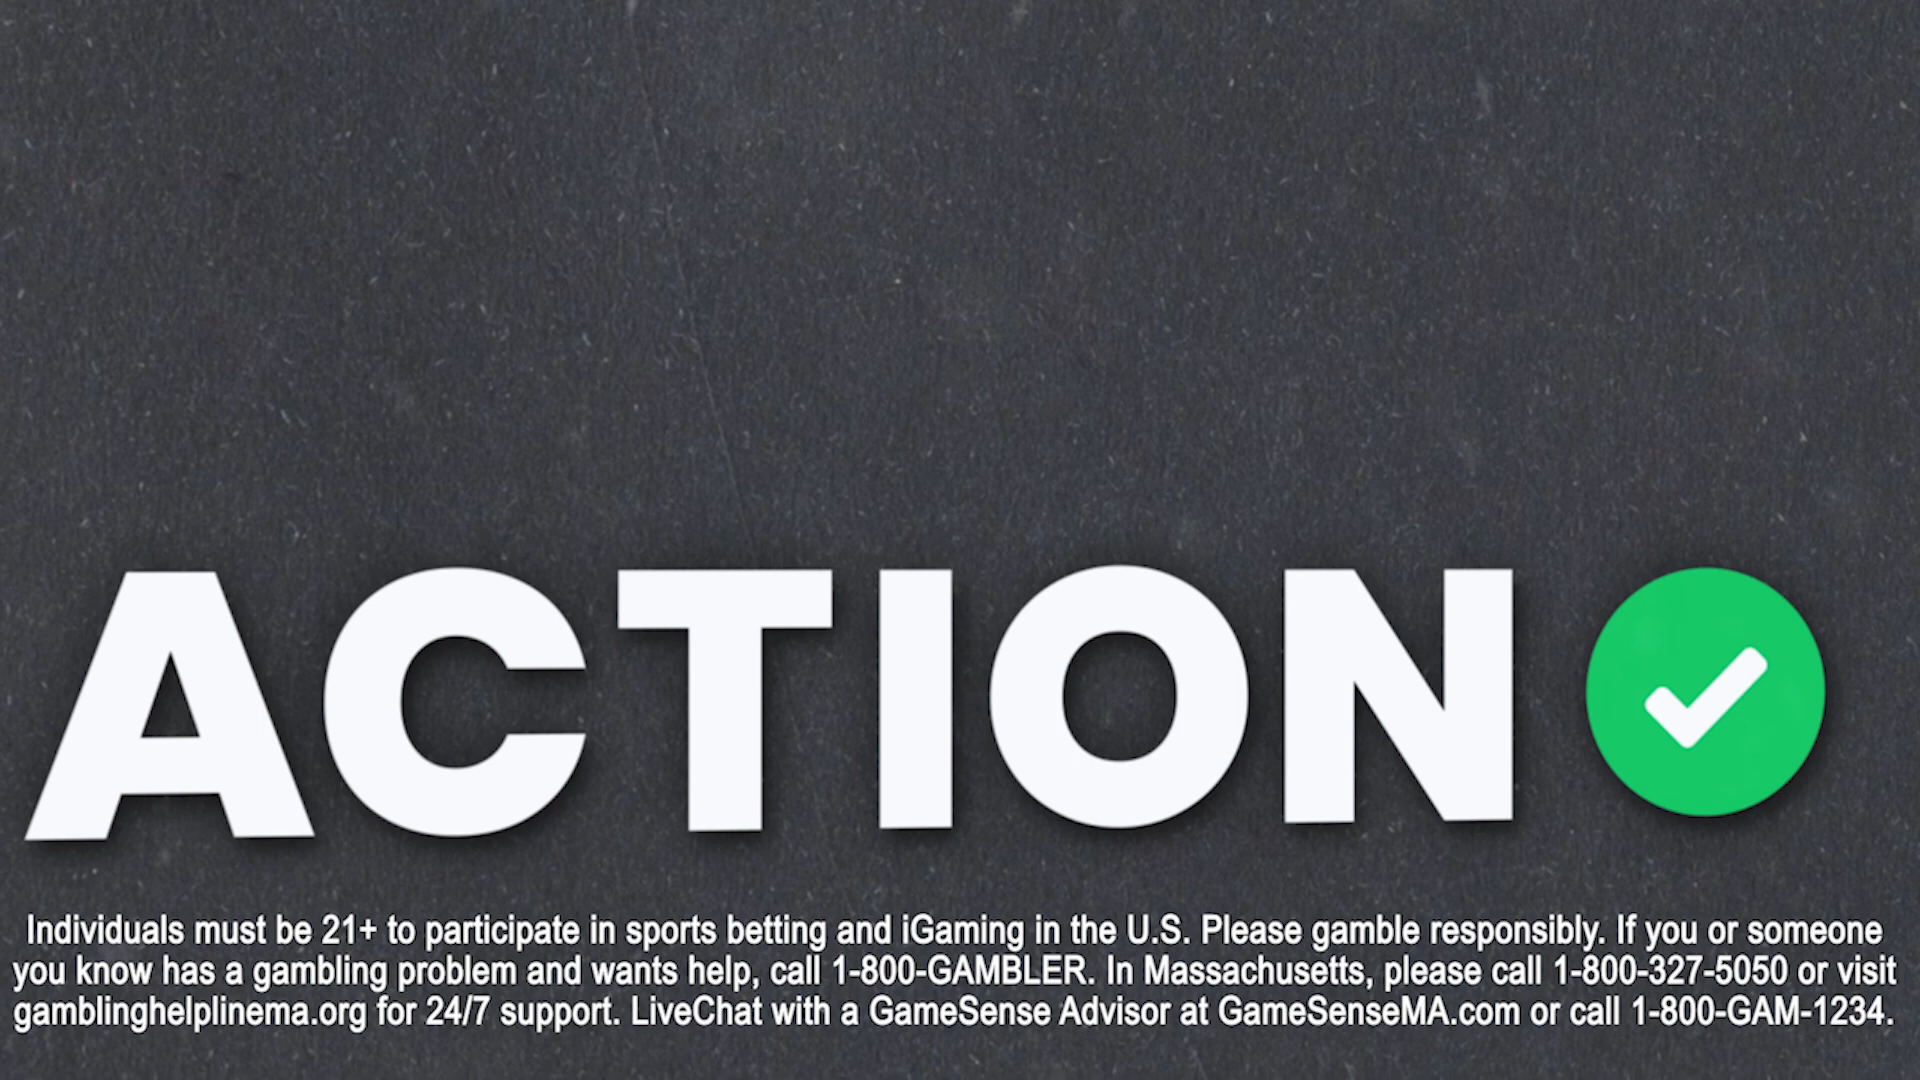 ACTION
Individuals must be 21+ to participate in sports betting and iGaming in the U.S. Please gamble responsibly. If you or someone
you know has a gambling problem and wants help, call 1-800-GAMBLER. In Massachusetts, please call 1-800-327-5050 or visit
gamblinghelplinema.org for 24/7 support. LiveChat with a GameSense Advisor at GameSenseMA.com or call 1-800-GAM-1234.